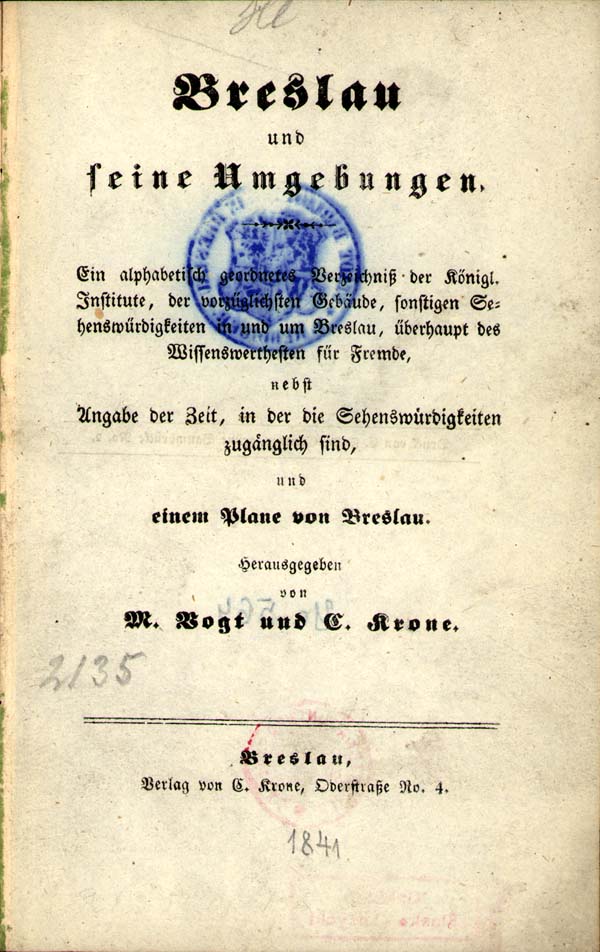 Breslau
und
seine Umgebungen.
Ein alphabetisch geordnetes Verzeichniß der Königl.
Institute, der vorzüglichsten Gebäude, sonstigen Se=
henswürdigkeiten in und um Breslau, überhaupt des
Wissenswerthesten für Fremde,
nebst
Angabe der Zeit, in der die Sehenswürdigkeiten
zugänglich sind,
und
einem Plane von Breslau.
Herausgegeben
von
M. Vogt und C. Krone.
2135
Breslau,
Verlag von C. Krone, Oderstraße No. 4.
1841